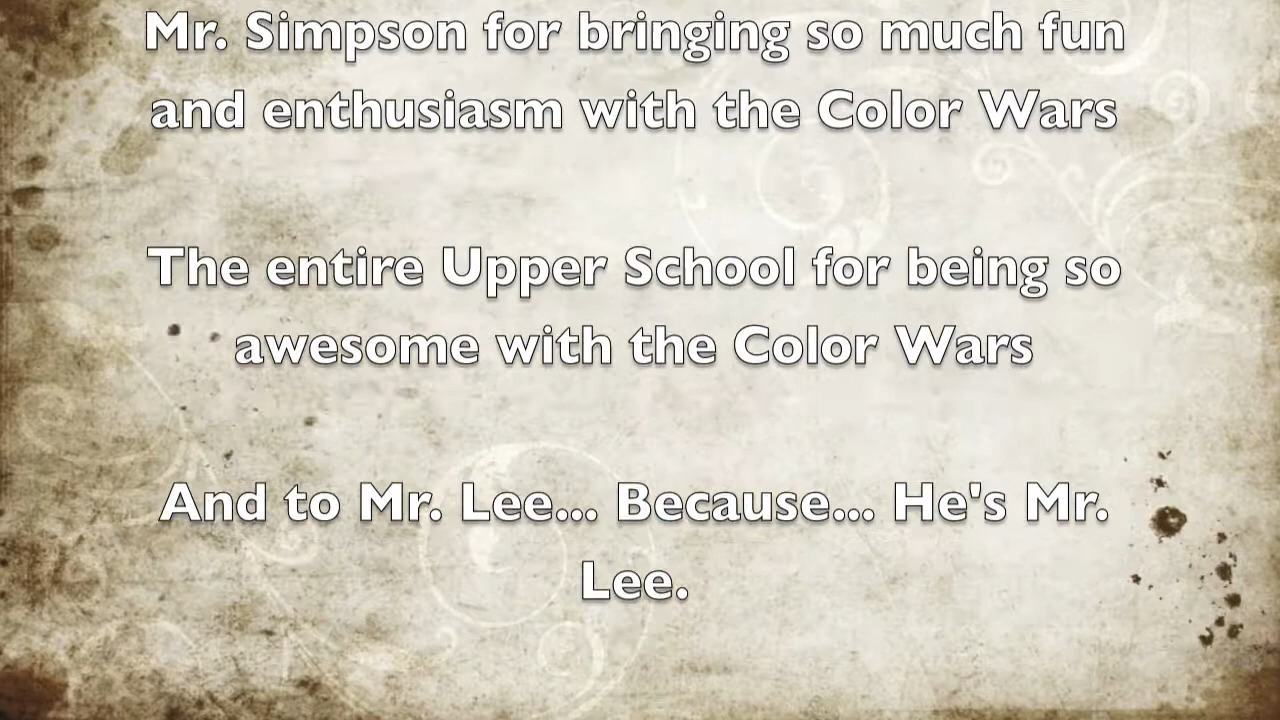 Mr. Simpson for bringing so much fun
and enthusiasm with the Color Wars
The entire Upper School for being so
awesome with the Color Wars
And to Mr. Lee... Because... He's Mr.
Lee.